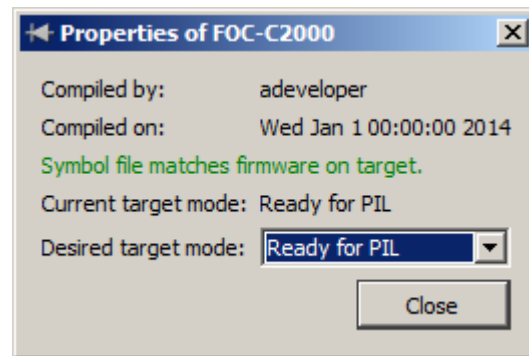 Properties of FOC-C2000
Compiled by: adeveloper
Compiled on: Wed Jan 1 00:00:00 2014
Symbol file matches firmware on target.
Current target mode: Ready for PIL
Desired target mode: Ready for PIL
Close